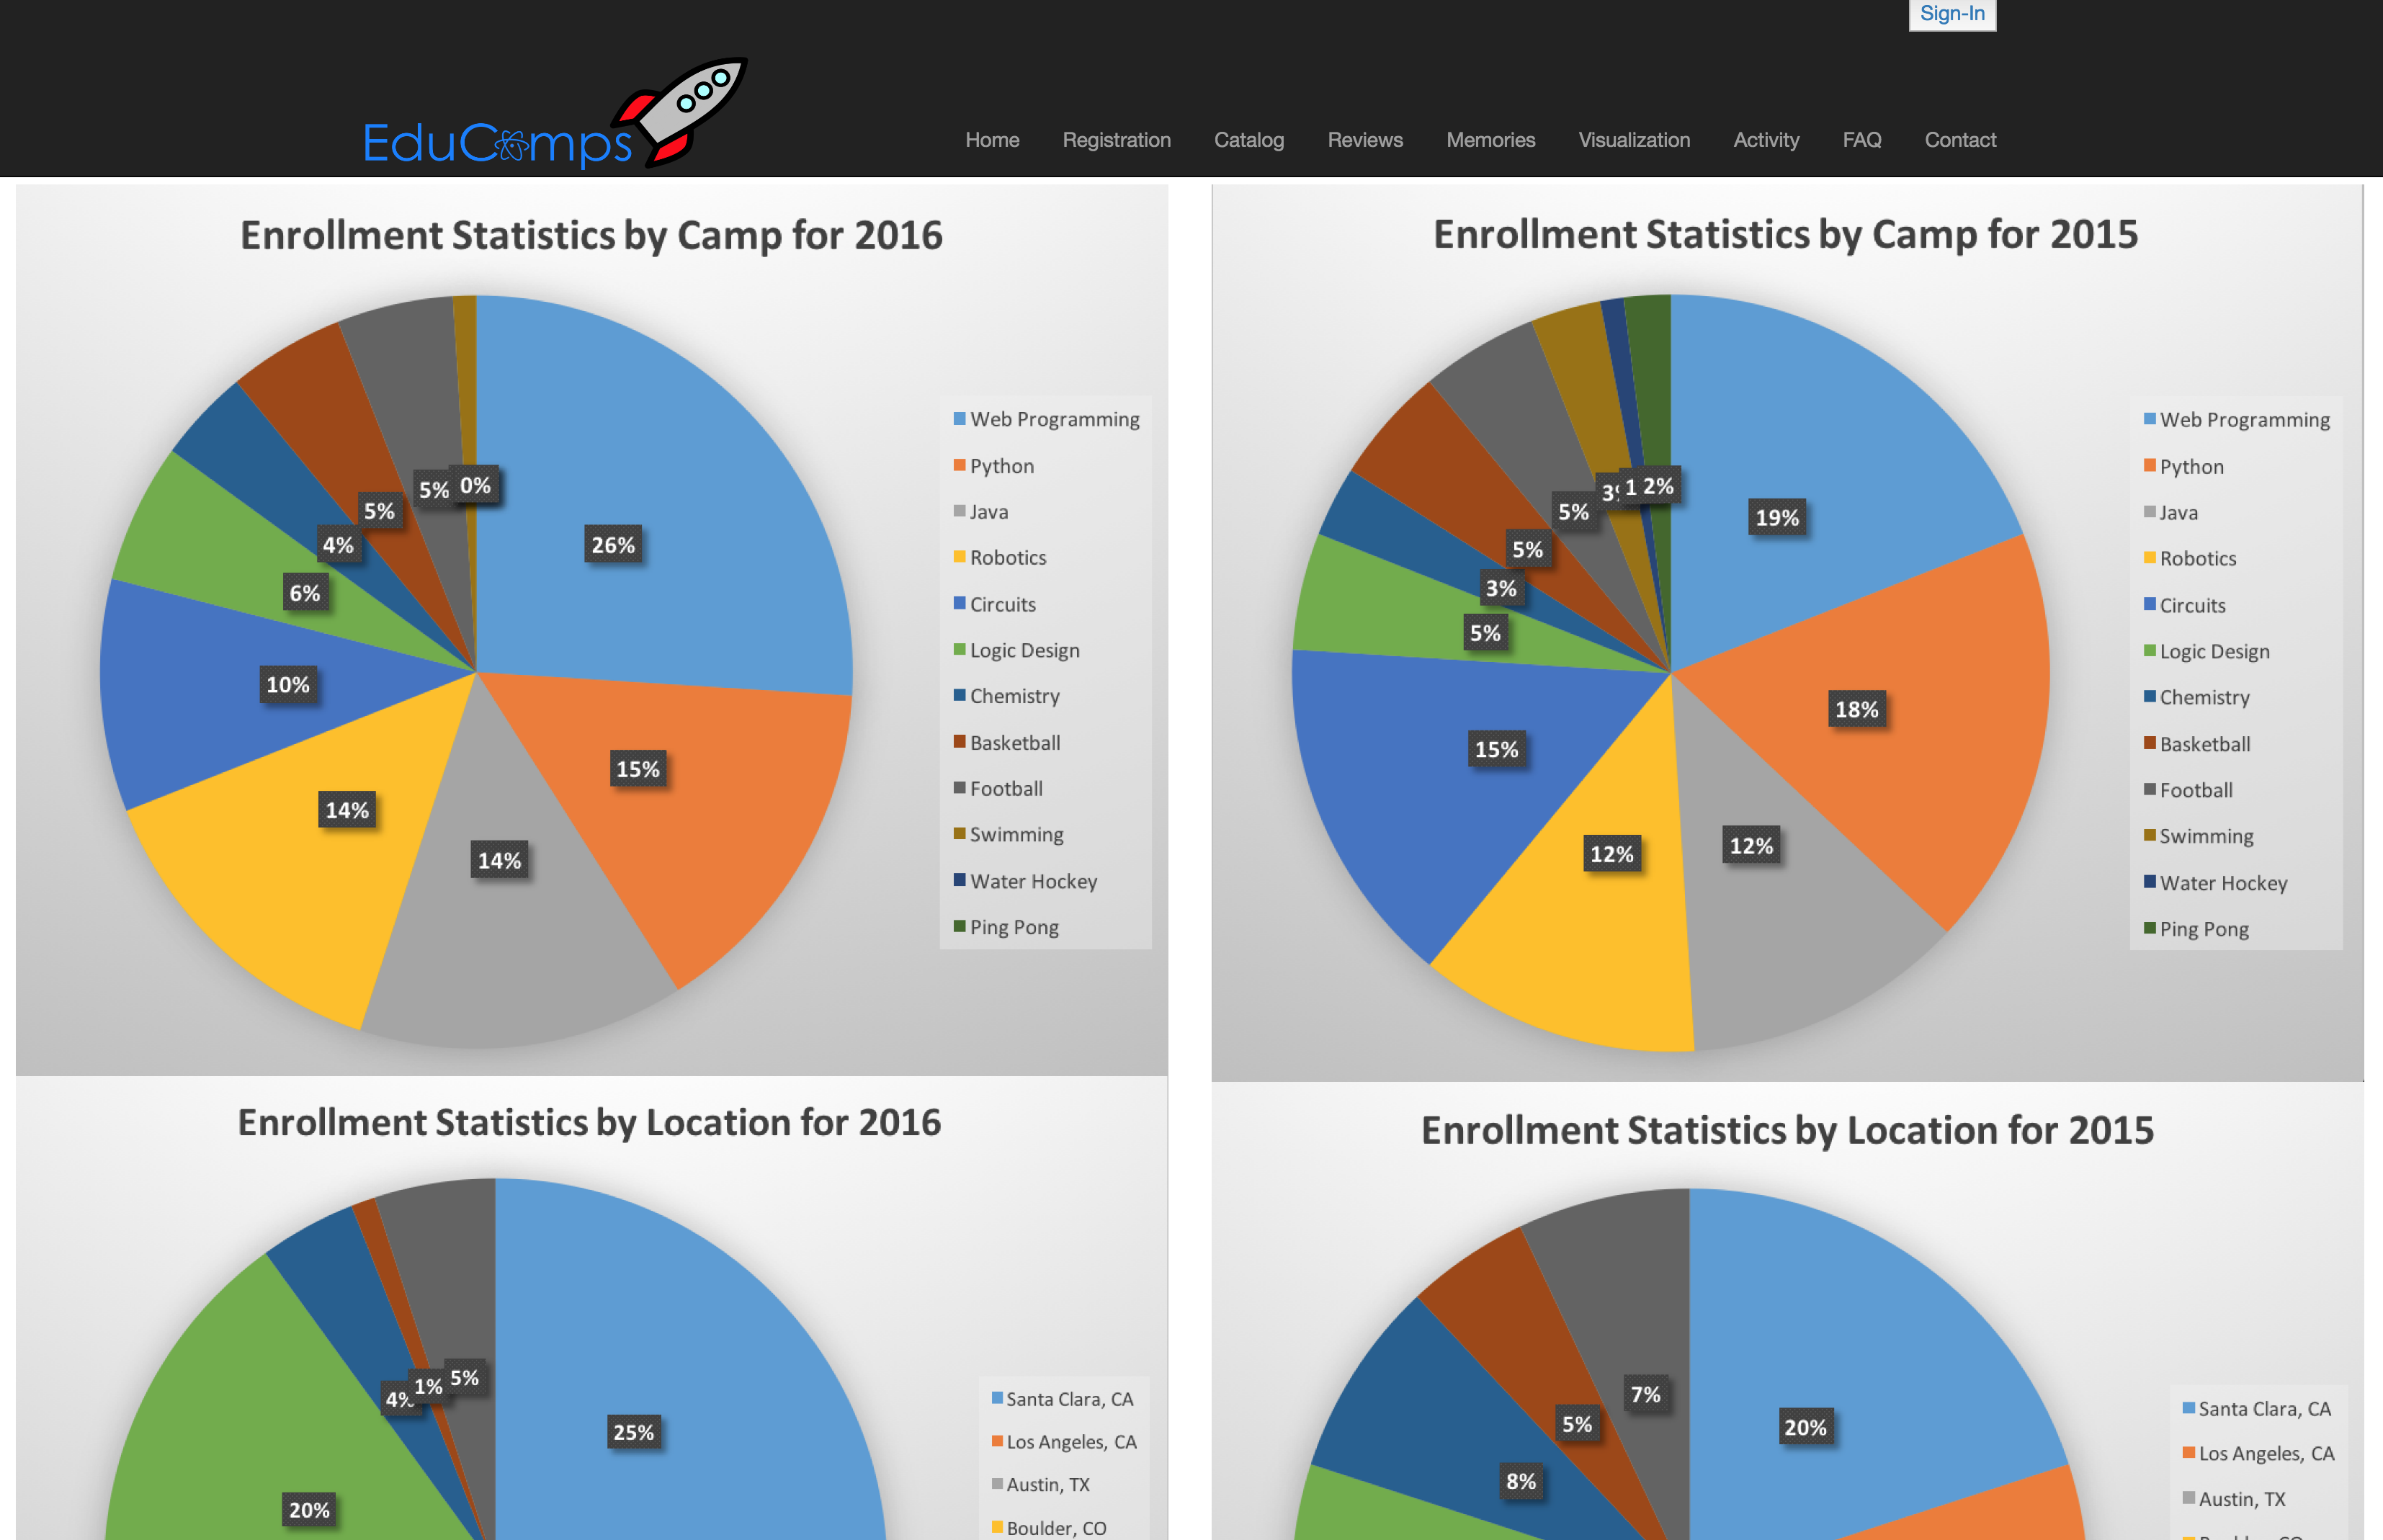 Sign-In
EduCamps
Home Registration Catalog Reviews Memories Visualization Activity FAQ Contact
Enrollment Statistics by Camp for 2016
26%
15%
14%
14%
10%
6%
4%
5%
5%
0%
Web Programming
Python
Java
Robotics
Circuits
Logic Design
Chemistry
Basketball
Football
Swimming
Water Hockey
Ping Pong
Enrollment Statistics by Camp for 2015
19%
18%
12%
12%
15%
5%
3%
5%
5%
3%
1
2%
Web Programming
Python
Java
Robotics
Circuits
Logic Design
Chemistry
Basketball
Football
Swimming
Water Hockey
Ping Pong
Enrollment Statistics by Location for 2016
25%
20%
4%
1%
5%
Santa Clara, CA
Los Angeles, CA
Austin, TX
Boulder, CO
Enrollment Statistics by Location for 2015
20%
8%
5%
7%
Santa Clara, CA
Los Angeles, CA
Austin, TX